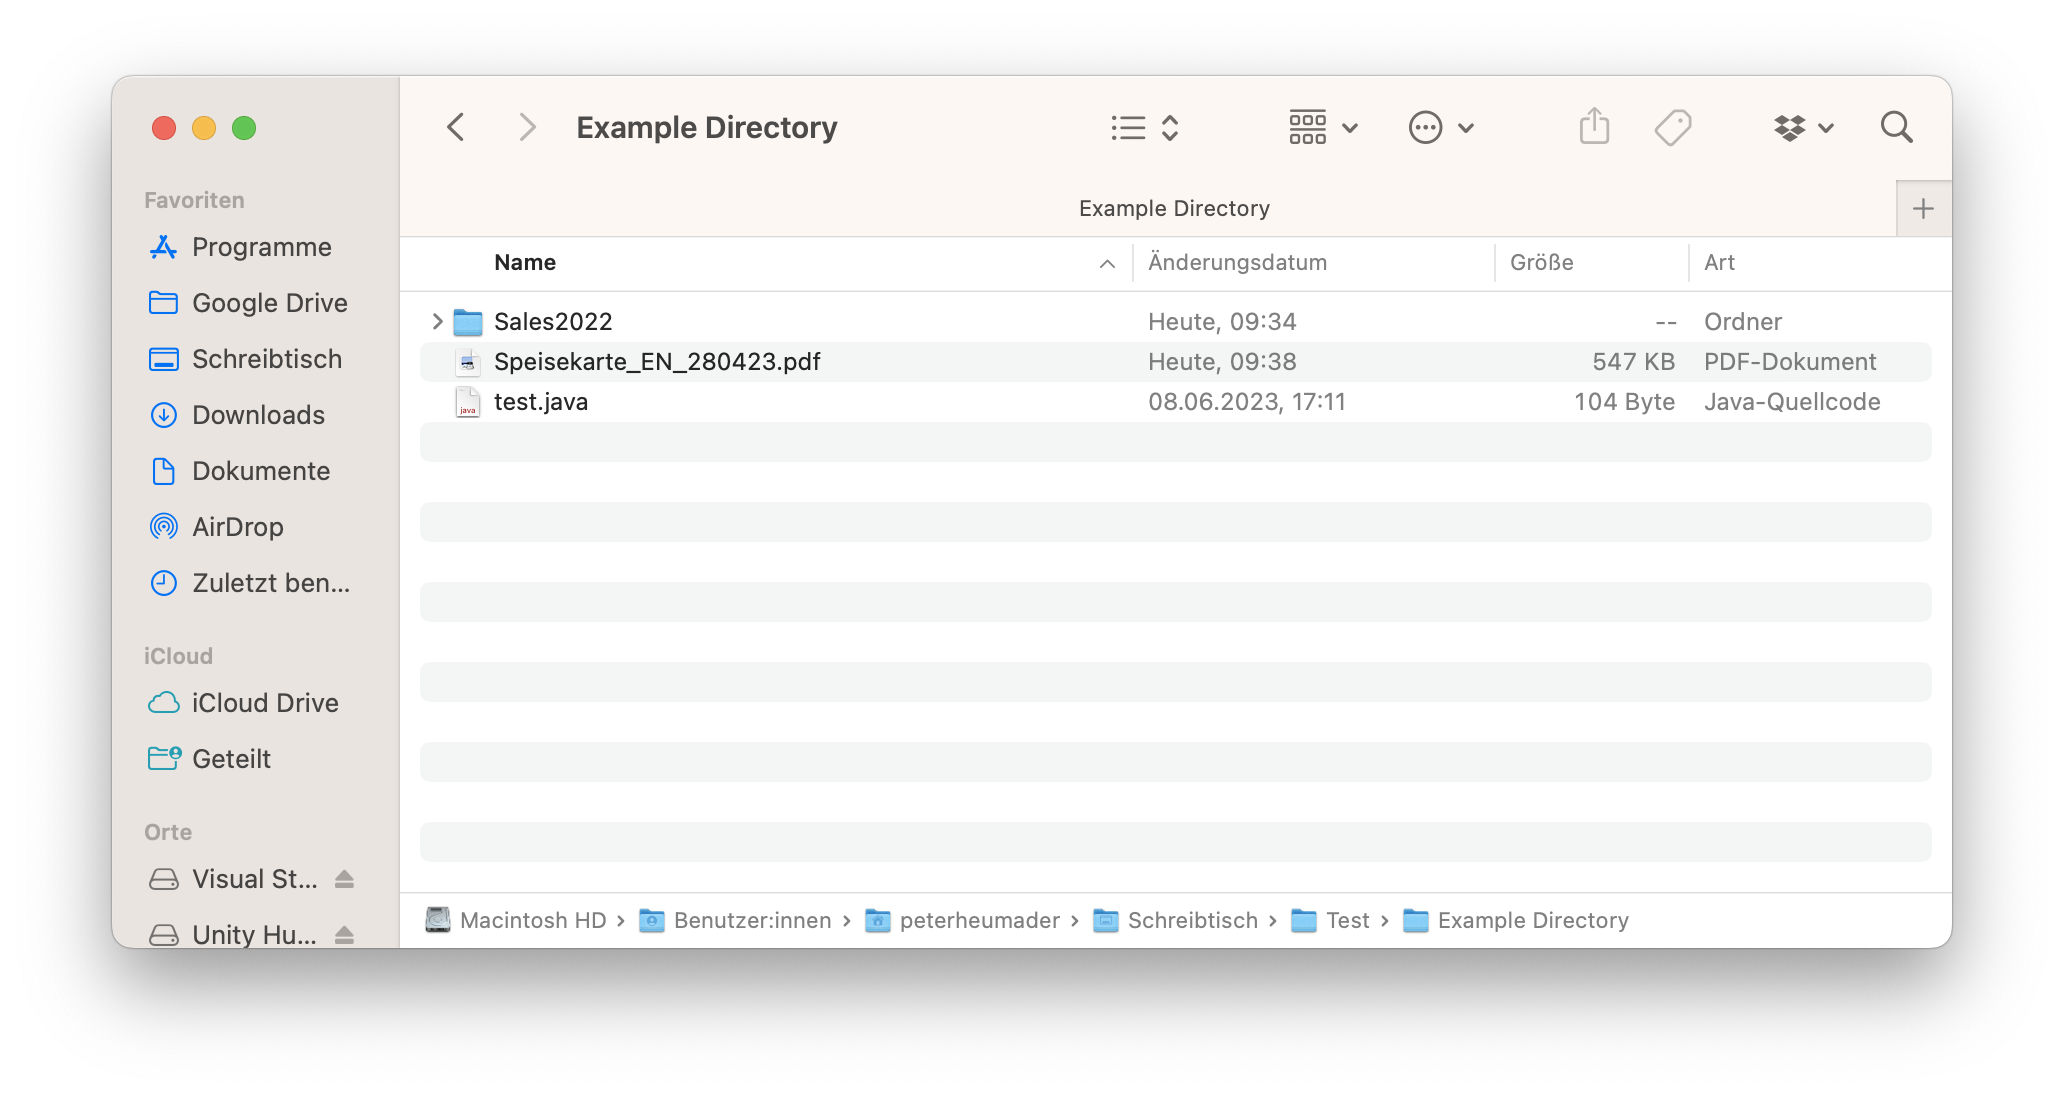 Example Directory
Example Directory
Favoriten
Programme
Google Drive
Schreibtisch
Downloads
Dokumente
AirDrop
Zuletzt ben...
iCloud
iCloud Drive
Geteilt
Orte
Visual St...
Unity Hu...
Name Änderungsdatum Größe Art
Sales2022 Heute, 09:34 -- Ordner
Speisekarte_EN_280423.pdf Heute, 09:38 547 KB PDF-Dokument
java test.java 08.06.2023, 17:11 104 Byte Java-Quellcode
Macintosh HD › Benutzer:innen › peterheumader › Schreibtisch › Test › Example Directory